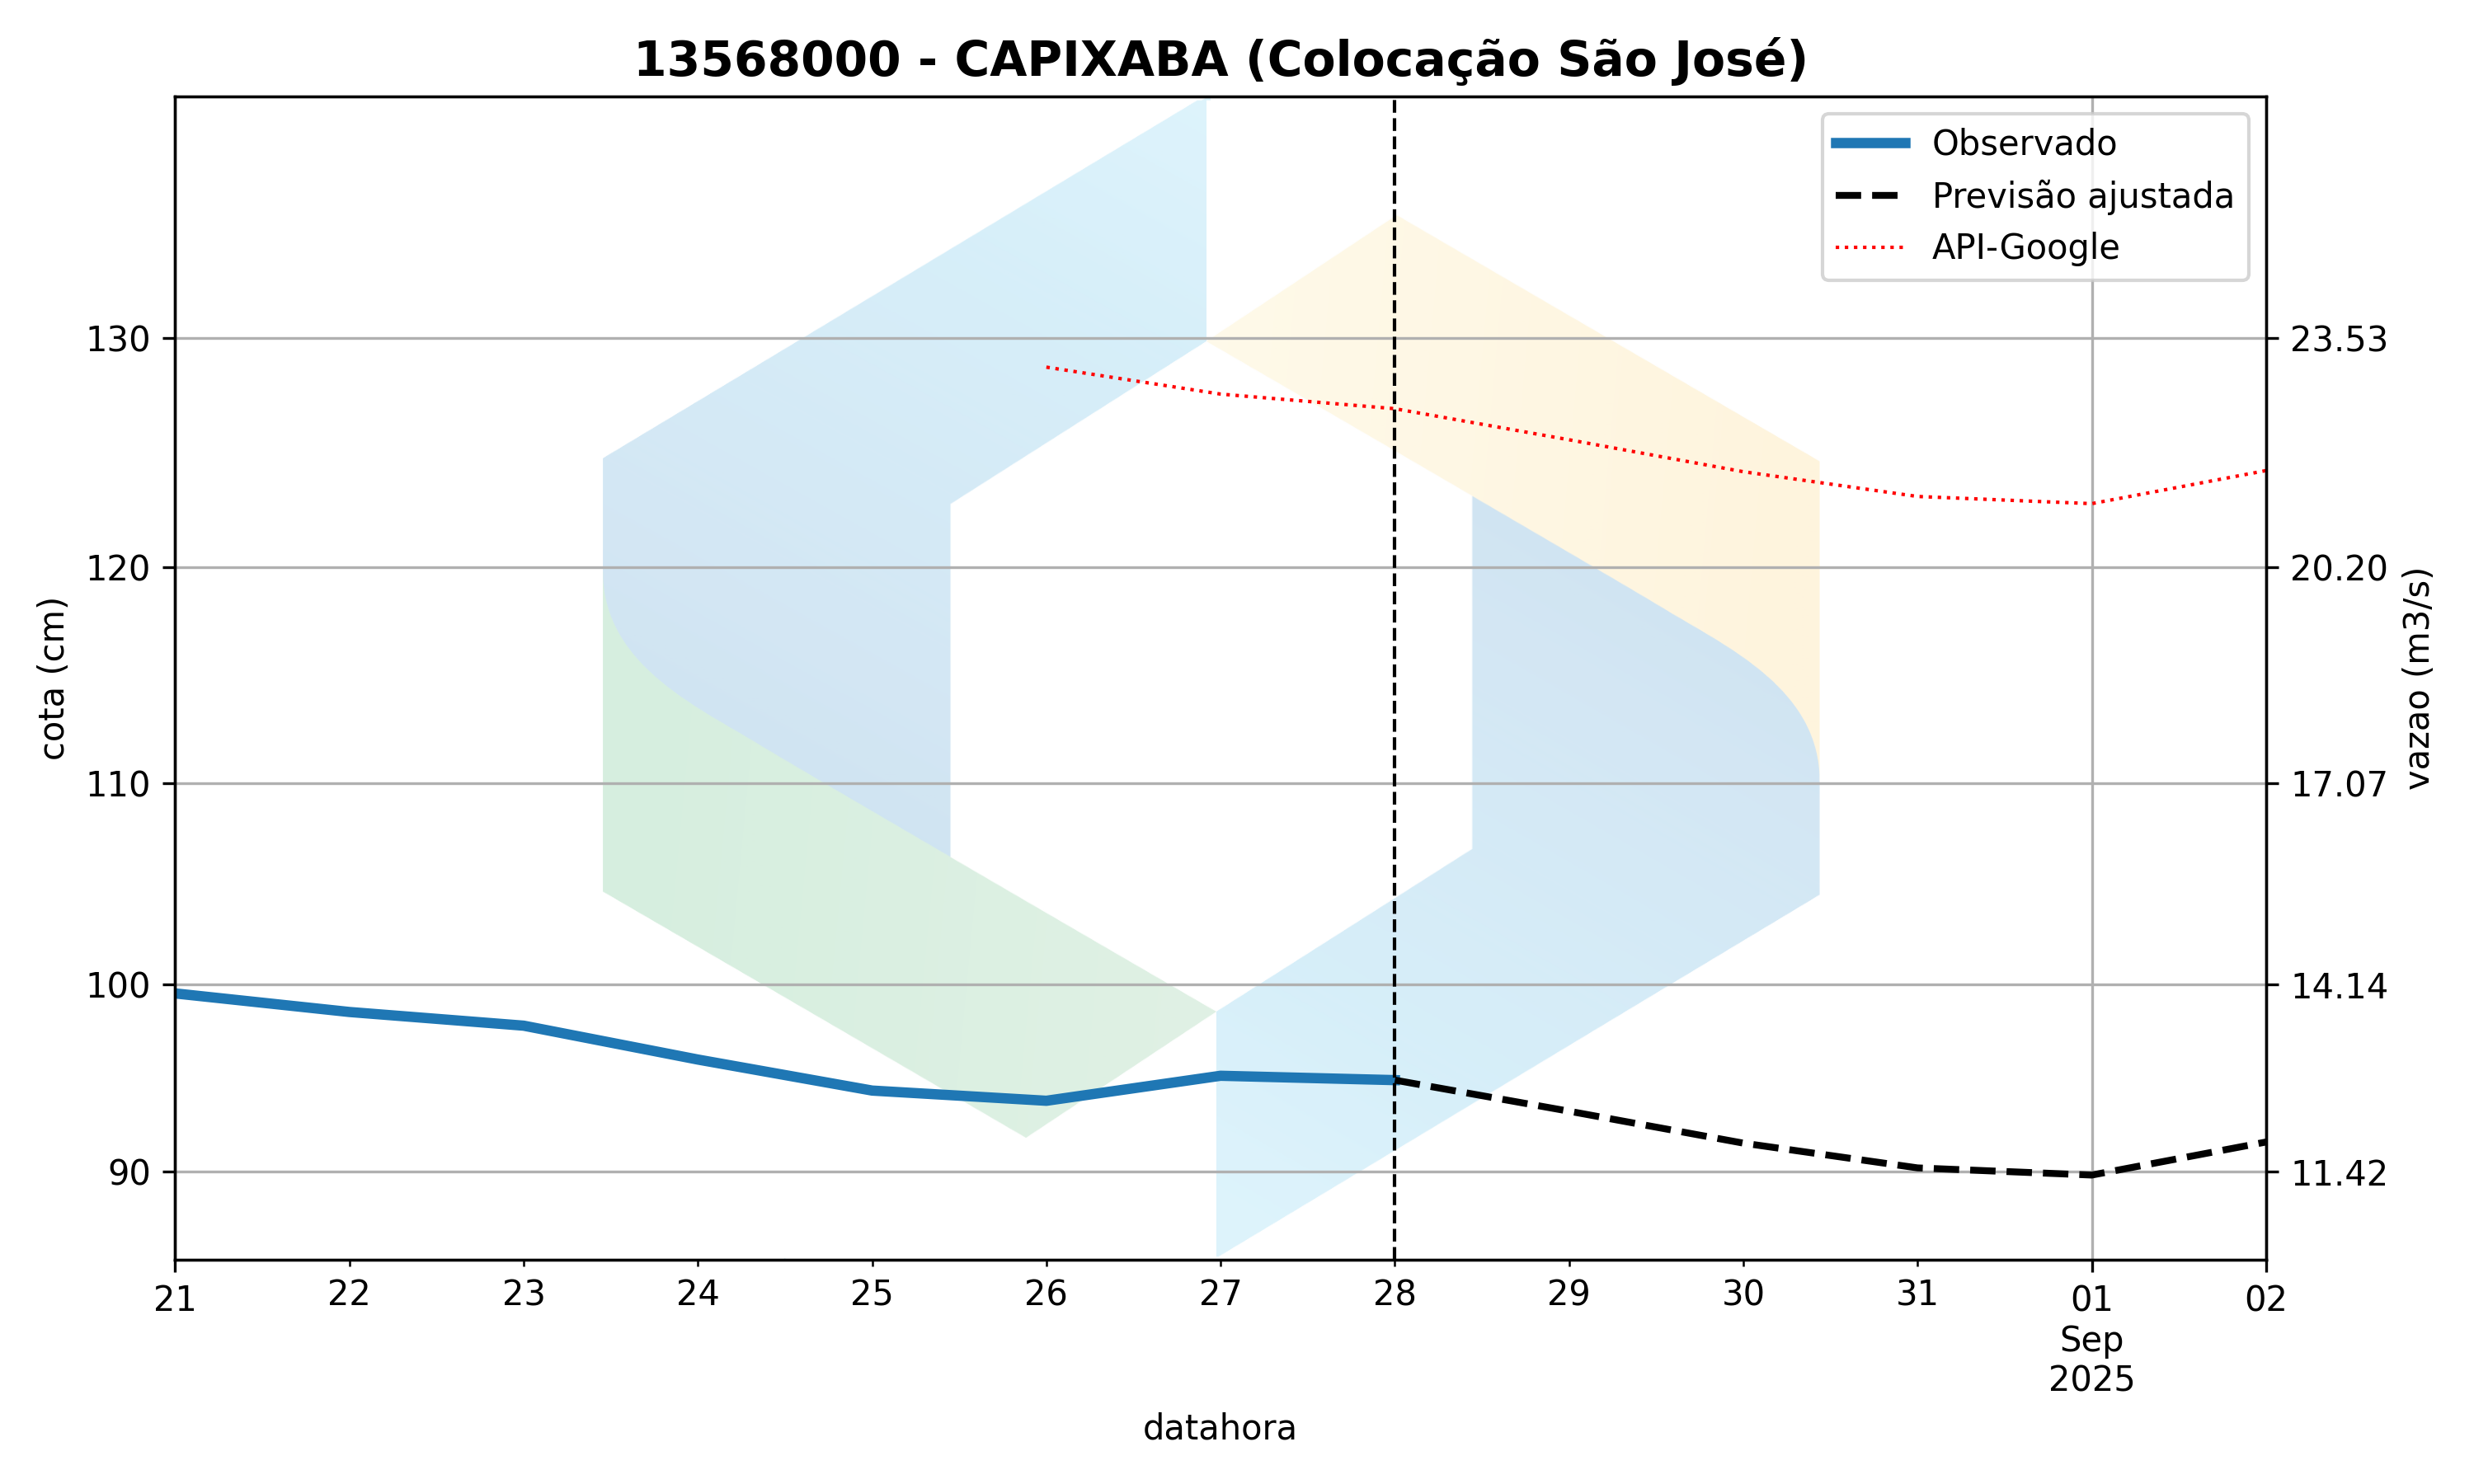 13568000 - CAPIXABA (Colocação São José)
Observado
Previsão ajustada
API-Google
cota (cm)
130
120
110
100
90
23.53
20.20
17.07
14.14
11.42
vazao (m3/s)
21 22 23 24 25 26 27 28 29 30 31 01 02
Sep
2025
datahora